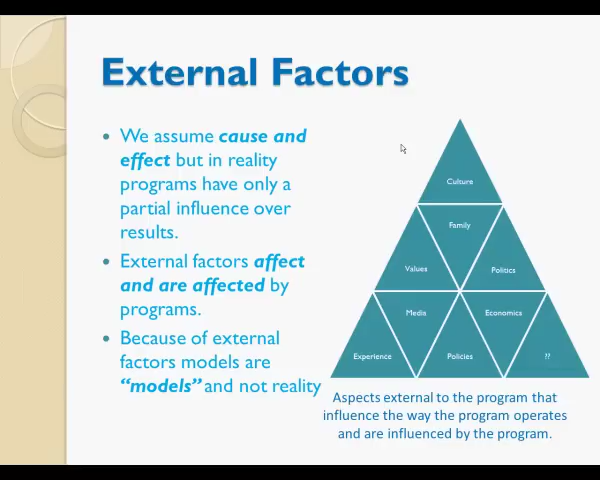 External Factors
We assume cause and
effect but in reality
programs have only a
partial influence over
results.
External factors affect
and are affected by
programs.
Because of external
factors models are
“models” and not reality
Culture
Family
Values
Politics
Media
Economics
Experience
Policies
??
Aspects external to the program that
influence the way the program operates
and are influenced by the program.